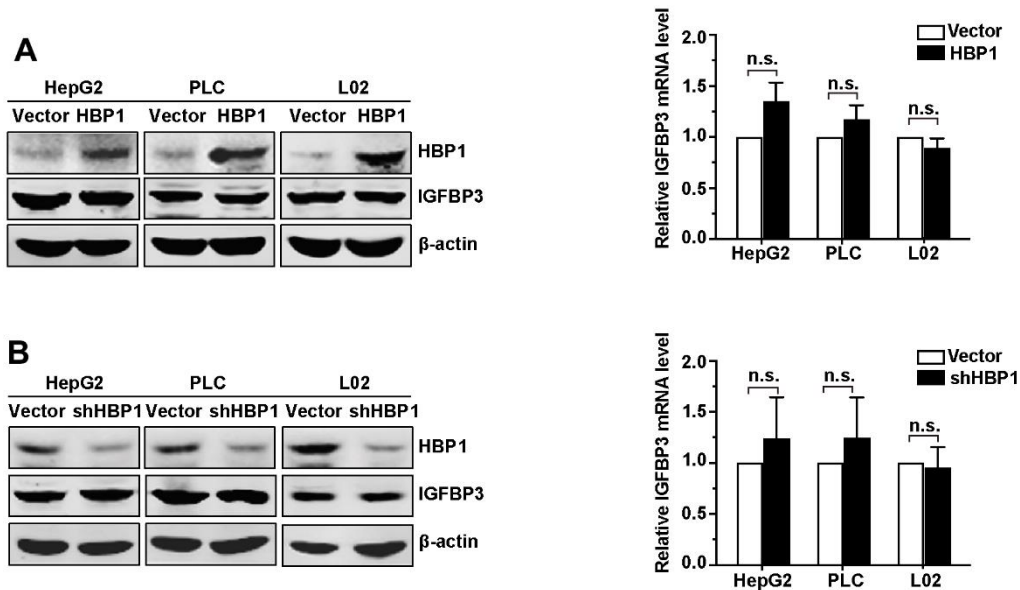 A
HepG2 PLC L02
Vector HBP1 Vector HBP1 Vector HBP1
HBP1
IGFBP3
β-actin
Relative IGFBP3 mRNA level
2.0
1.5
1.0
0.5
0.0
n.s. n.s. n.s.
Vector
HBP1
HepG2 PLC L02
B
HepG2 PLC L02
Vector shHBP1 Vector shHBP1 Vector shHBP1
HBP1
IGFBP3
β-actin
Relative IGFBP3 mRNA level
2.0
1.5
1.0
0.5
0.0
n.s. n.s. n.s.
Vector
shHBP1
HepG2 PLC L02